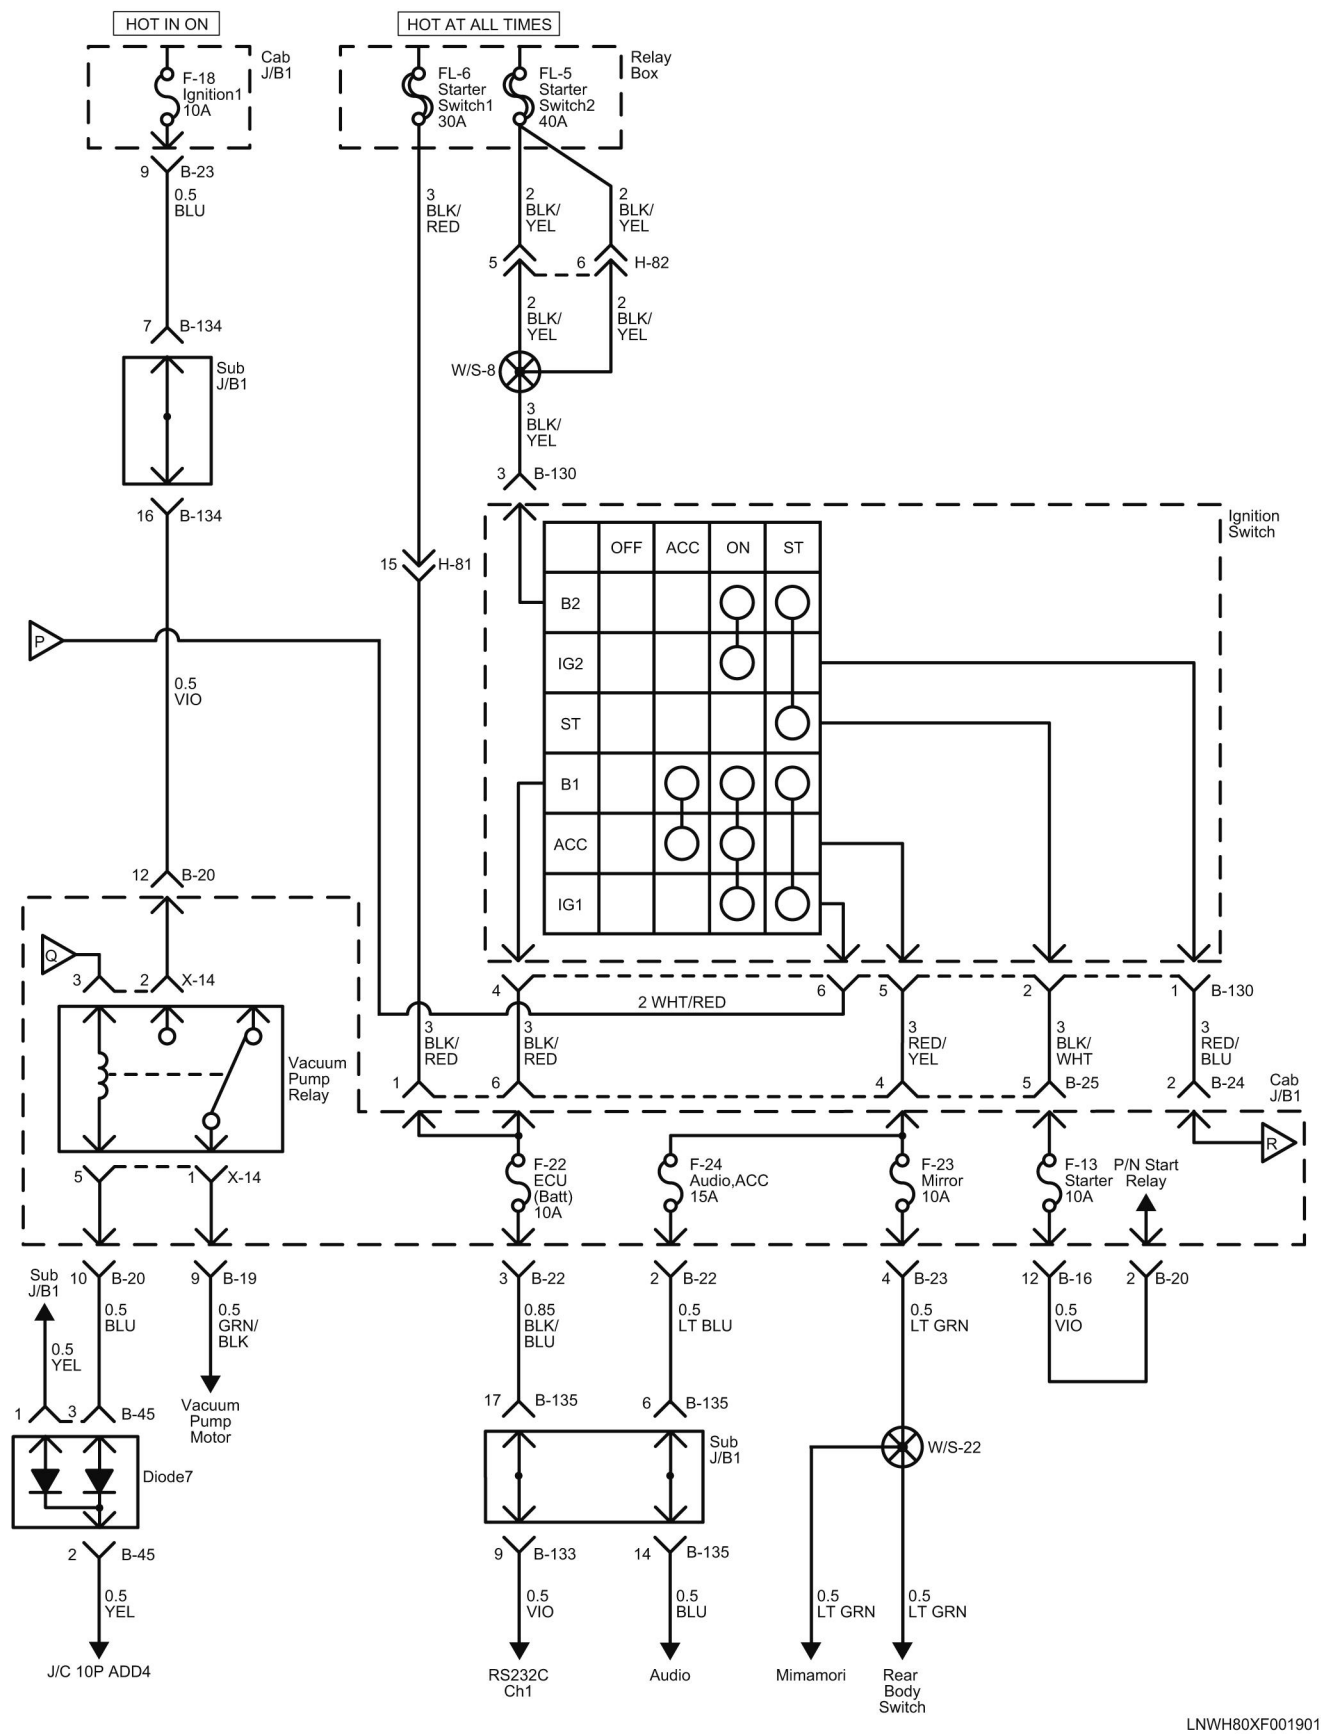 HOT IN ON
HOT AT ALL TIMES
Cab
J/B1
F-18
Ignition1
10A
FL-6
Starter
Switch1
30A
FL-5
Starter
Switch2
40A
Relay
Box
9
B-23
0.5
BLU
3
BLK/
RED
2
BLK/
YEL
2
BLK/
YEL
5
6
H-82
2
BLK/
YEL
2
BLK/
YEL
7
B-134
Sub
J/B1
W/S-8
3
BLK/
YEL
3
B-130
16
B-134
Ignition
Switch
15
H-81
OFF
ACC
ON
ST
B2
IG2
ST
B1
ACC
IG1
P
0.5
VIO
12
B-20
Q
3
2
X-14
4
6
5
2
1
B-130
2 WHT/RED
3
BLK/
RED
3
BLK/
RED
3
RED/
YEL
3
BLK/
WHT
3
RED/
BLU
Vacuum
Pump
Relay
1
6
4
5
B-25
2
B-24
Cab
J/B1
R
5
1
X-14
F-22
ECU
(Batt)
10A
F-24
Audio,ACC
15A
F-23
Mirror
10A
F-13
Starter
10A
P/N Start
Relay
Sub
J/B1
10
B-20
9
B-19
3
B-22
2
B-22
4
B-23
12
B-16
2
B-20
0.5
BLU
0.5
GRN/
BLK
0.85
BLK/
BLU
0.5
LT BLU
0.5
LT GRN
0.5
VIO
0.5
YEL
Vacuum
Pump
Motor
1
3
B-45
17
B-135
6
B-135
Diode7
Sub
J/B1
W/S-22
2
B-45
9
B-133
14
B-135
0.5
YEL
0.5
VIO
0.5
BLU
0.5
LT GRN
0.5
LT GRN
J/C 10P ADD4
RS232C
Ch1
Audio
Mimamori
Rear
Body
Switch
LNWH80XF001901